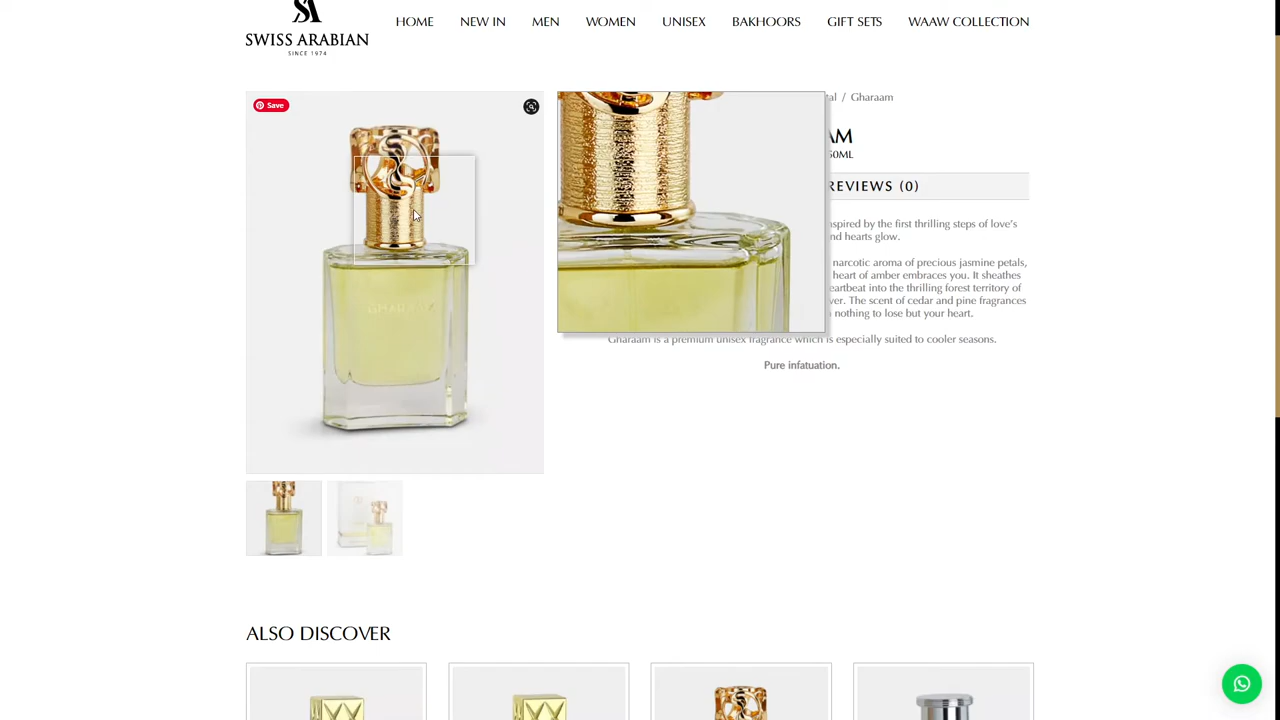 SWISS ARABIAN
SINCE 1974
HOME NEW IN MEN WOMEN UNISEX BAKHOORS GIFT SETS WAAW COLLECTION
Save
/ Gharaam
50ML
REVIEWS (0)
nspired by the first thrilling steps of love's
nd hearts glow.
narcotic aroma of precious jasmine petals,
heart of amber embraces you. It sheathes
eartbeat into the thrilling forest territory of
ver. The scent of cedar and pine fragrances
nothing to lose but your heart.
Gharaam is a premium unisex fragrance which is especially suited to cooler seasons.
Pure infatuation.
GHARAAM
ALSO DISCOVER